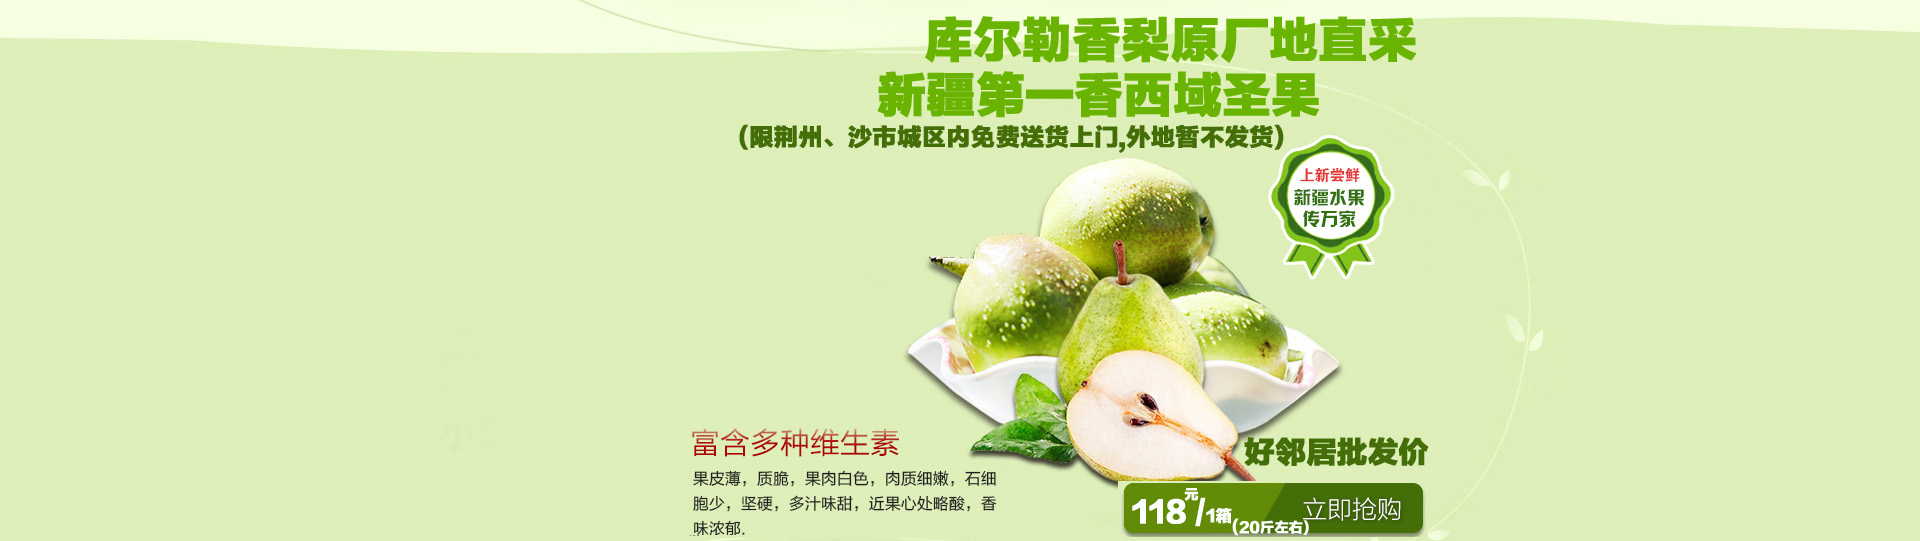 库尔勒香梨原厂地直采
新疆第一香西域圣果
(限荆州、沙市城区内免费送货上门,外地暂不发货)
上新尝鲜
新疆水果
传万家
富含多种维生素
果皮薄，质脆，果肉白色，肉质细嫩，石细
胞少，坚硬，多汁味甜，近果心处略酸，香
味浓郁.
好邻居批发价
118元/1箱(20斤左右)
立即抢购